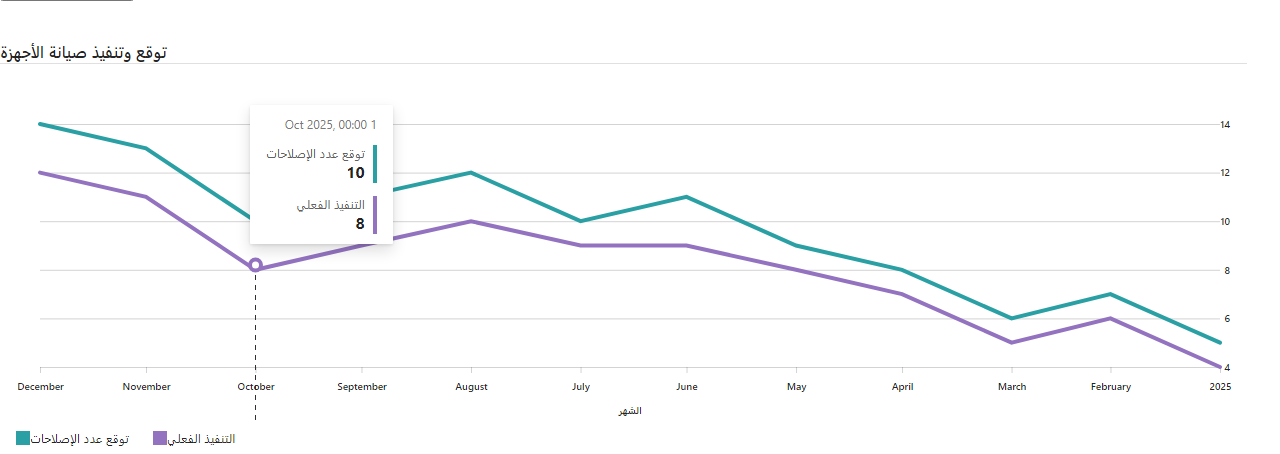 توقع وتنفيذ صيانة الأجهزة
1 Oct 2025, 00:00
توقع عدد الإصلاحات
10
التنفيذ الفعلي
8
14
12
10
8
6
4
December November October September August July June May April March February 2025
الشهر
توقع عدد الإصلاحات التنفيذ الفعلي